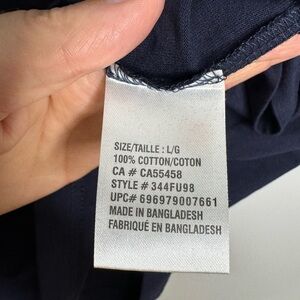 SIZE/TAILLE : L/G
100% COTTON/COTON
CA # CA55458
STYLE # 344FU98
UPC# 696979007661
MADE IN BANGLADESH
FABRIQUÉ EN BANGLADESH